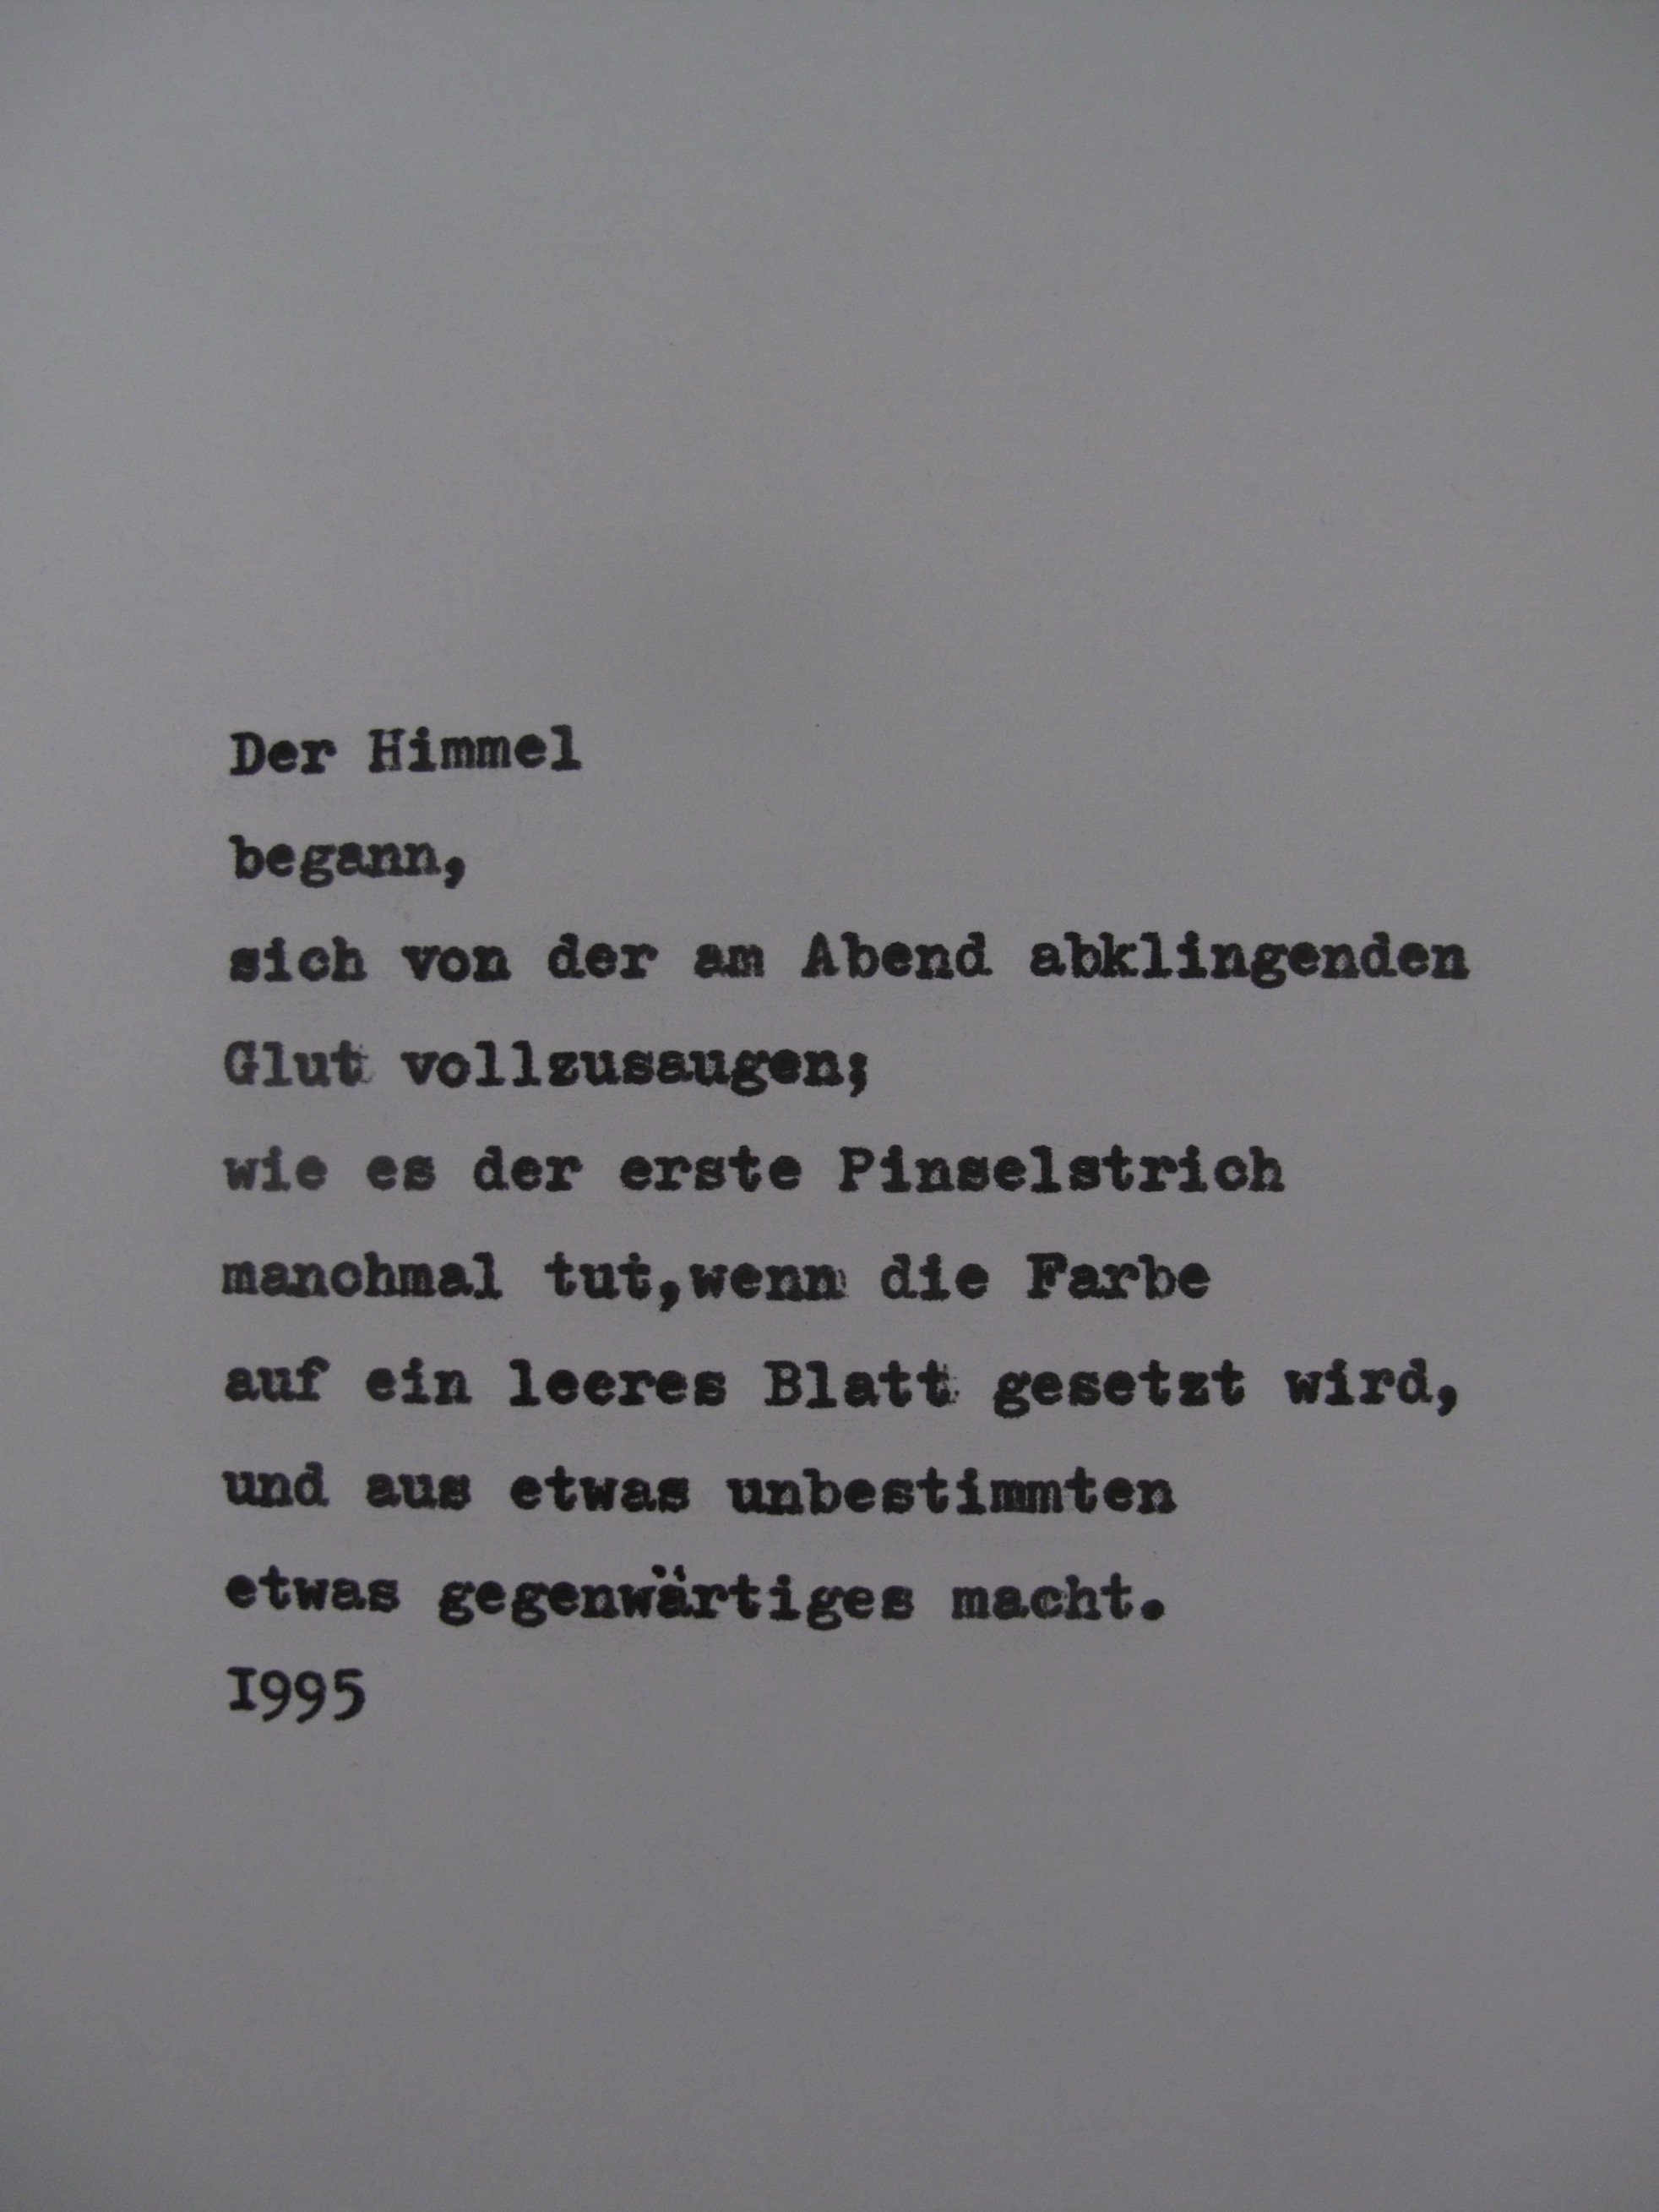 Der Himmel
begann,
sich von der am Abend abklingenden
Glut vollzusaugen;
wie es der erste Pinselstrich
manchmal tut,wenn die Farbe
auf ein leeres Blatt gesetzt wird,
und aus etwas unbestimmten
etwas gegenwärtiges macht.
I995